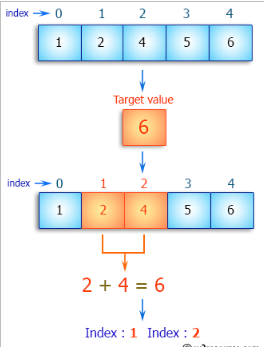 index → 0 1 2 3 4
1 2 4 5 6
Target value
6
index → 0 1 2 3 4
1 2 4 5 6
2 + 4 = 6
Index : 1 Index : 2